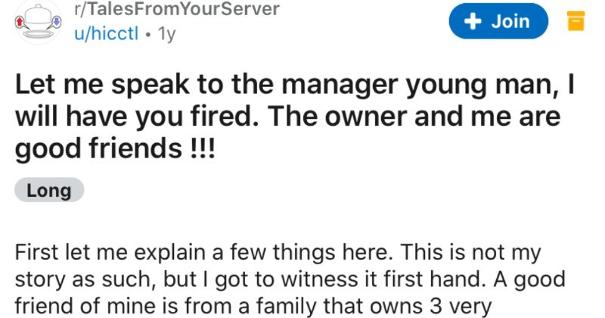 r/TalesFromYourServer
u/hicctl • 1y
Join
Let me speak to the manager young man, I
will have you fired. The owner and me are
good friends !!!
Long
First let me explain a few things here. This is not my
story as such, but I got to witness it first hand. A good
friend of mine is from a family that owns 3 very